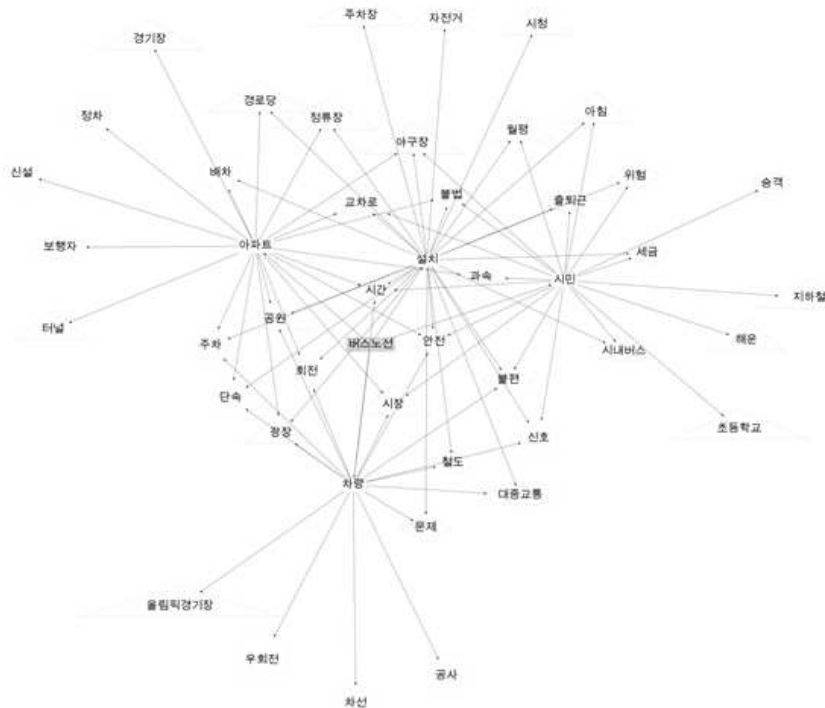 주차장
자전거
시청
경기장
경로당
정류장
아침
정차
야구장
월평
신설
배차
불법
위험
승객
교차로
출퇴근
보행자
아파트
설치
세금
과속
시민
시간
지하철
터널
공원
주차
버스노선
안전
해운
시내버스
회전
불편
단속
시장
초등학교
광장
신호
철도
차량
대중교통
문제
올림픽경기장
우회전
공사
차선